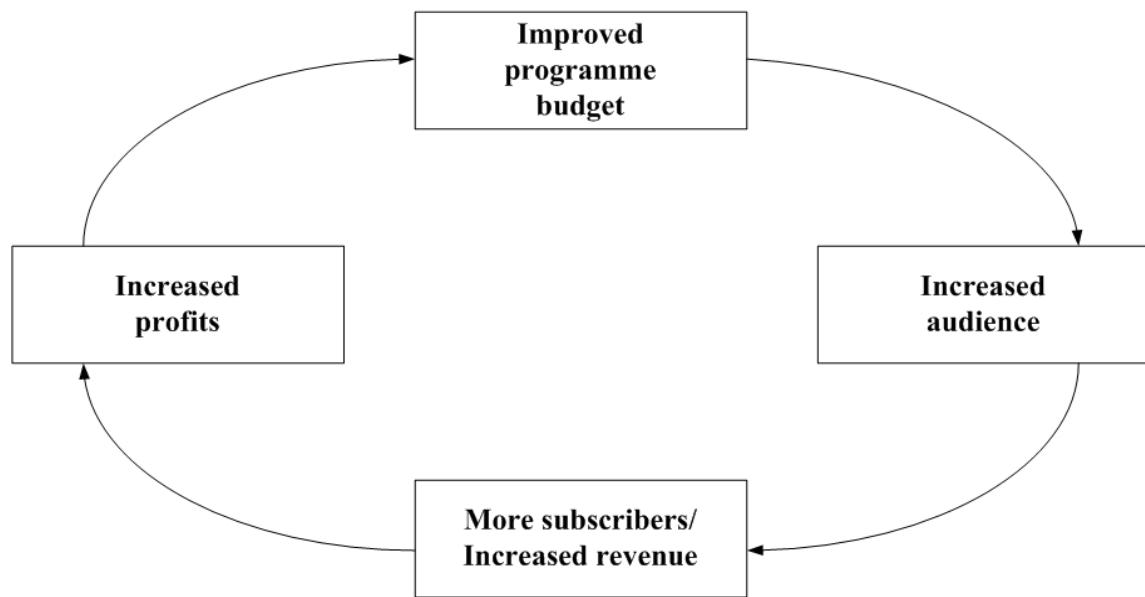 Improved
programme
budget
Increased
profits
Increased
audience
More subscribers/
Increased revenue